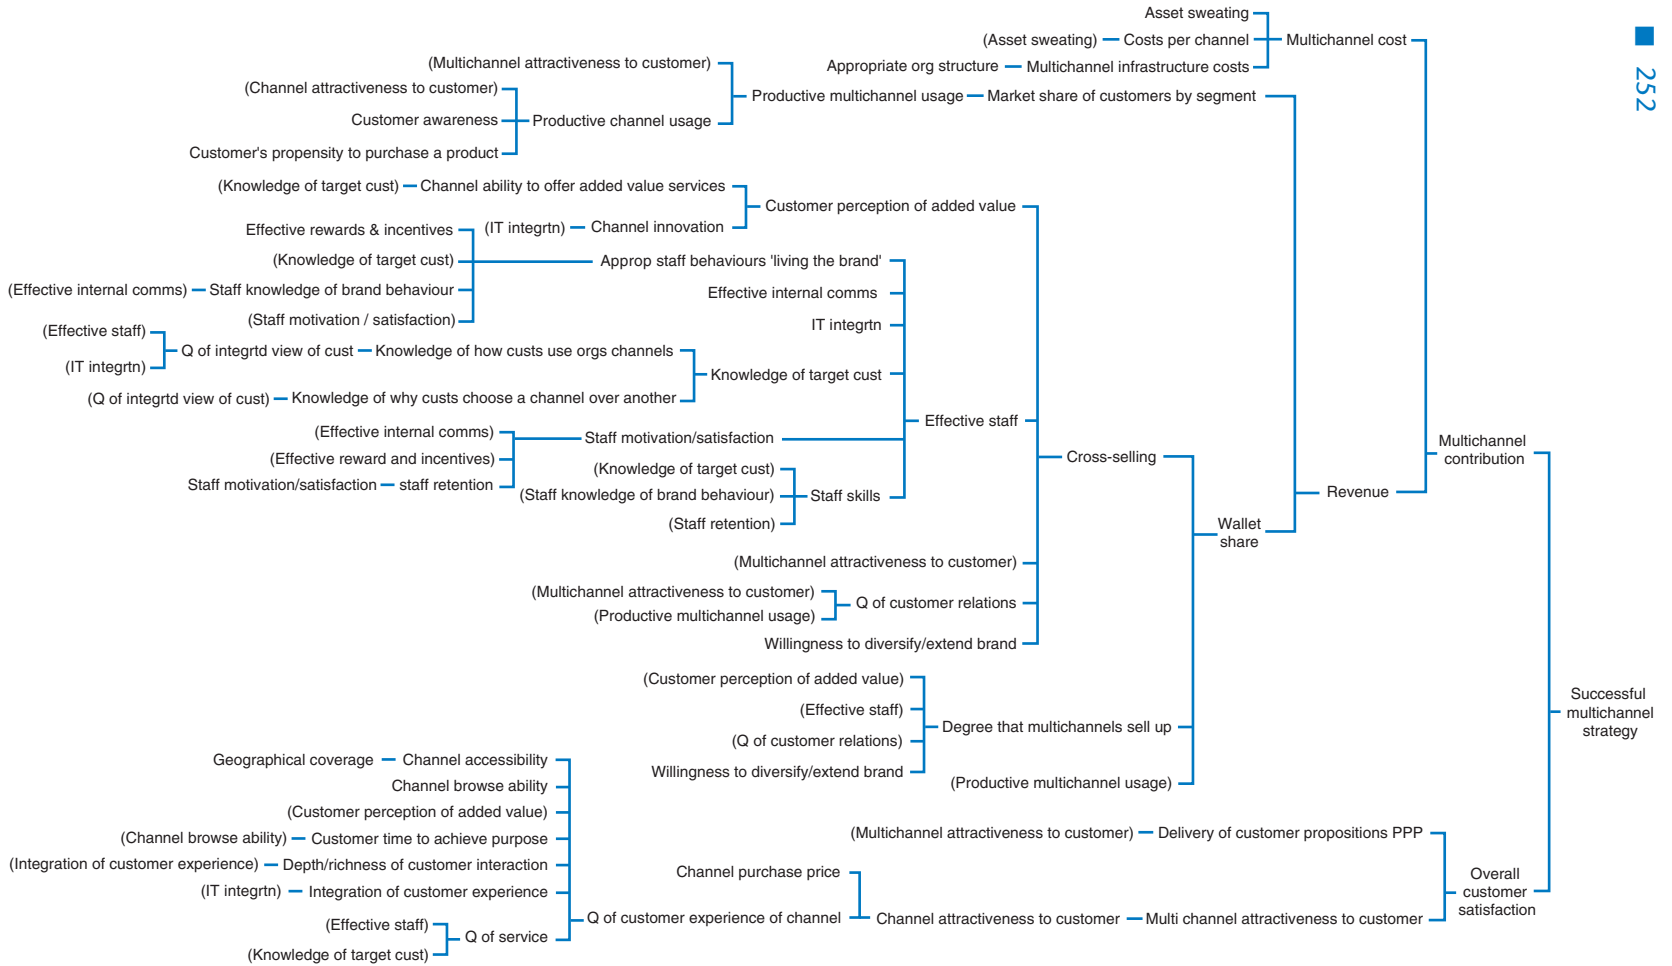 252
Asset sweating
(Asset sweating)
Costs per channel
Multichannel cost
Appropriate org structure
Multichannel infrastructure costs
(Multichannel attractiveness to customer)
(Channel attractiveness to customer)
Customer awareness
Productive channel usage
Customer's propensity to purchase a product
Productive multichannel usage
Market share of customers by segment
(Knowledge of target cust)
Channel ability to offer added value services
Customer perception of added value
(IT integrtn)
Channel innovation
Effective rewards & incentives
(Knowledge of target cust)
Approp staff behaviours 'living the brand'
(Effective internal comms)
Staff knowledge of brand behaviour
(Staff motivation / satisfaction)
Effective internal comms
IT integrtn
(Effective staff)
(IT integrtn)
Q of integrtd view of cust
Knowledge of how custs use orgs channels
Knowledge of target cust
(Q of integrtd view of cust)
Knowledge of why custs choose a channel over another
Effective staff
(Effective internal comms)
Staff motivation/satisfaction
(Effective reward and incentives)
Staff motivation/satisfaction
staff retention
(Knowledge of target cust)
(Staff knowledge of brand behaviour)
Staff skills
(Staff retention)
Cross-selling
(Multichannel attractiveness to customer)
(Multichannel attractiveness to customer)
Q of customer relations
(Productive multichannel usage)
Willingness to diversify/extend brand
Wallet
share
Revenue
Multichannel
contribution
(Customer perception of added value)
(Effective staff)
Degree that multichannels sell up
(Q of customer relations)
Willingness to diversify/extend brand
(Productive multichannel usage)
Successful
multichannel
strategy
Geographical coverage
Channel accessibility
Channel browse ability
(Customer perception of added value)
(Channel browse ability)
Customer time to achieve purpose
(Integration of customer experience)
Depth/richness of customer interaction
(IT integrtn)
Integration of customer experience
(Effective staff)
Q of service
(Knowledge of target cust)
(Multichannel attractiveness to customer)
Delivery of customer propositions PPP
Channel purchase price
Q of customer experience of channel
Channel attractiveness to customer
Multi channel attractiveness to customer
Overall
customer
satisfaction